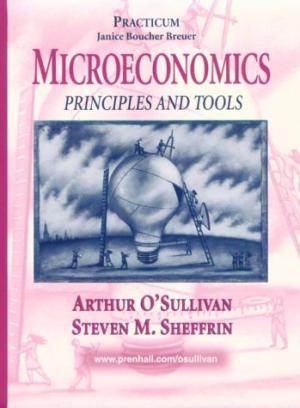 PRACTICUM
Janice Boucher Breuer
MICROECONOMICS
PRINCIPLES AND TOOLS
ARTHUR O'SULLIVAN
STEVEN M. SHEFFRIN
www.prenhall.com/osullivan